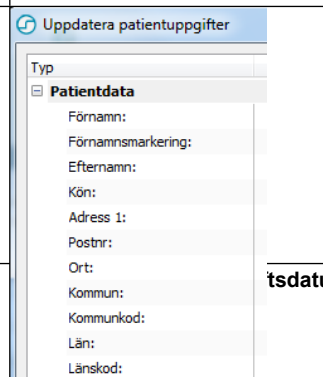 Uppdatera patientuppgifter
Typ
Patientdata
Förnamn:
Förnamnsmarkering:
Efternamn:
Kön:
Adress 1:
Postnr:
Ort:
Kommun:
Kommunkod:
Län:
Länskod: